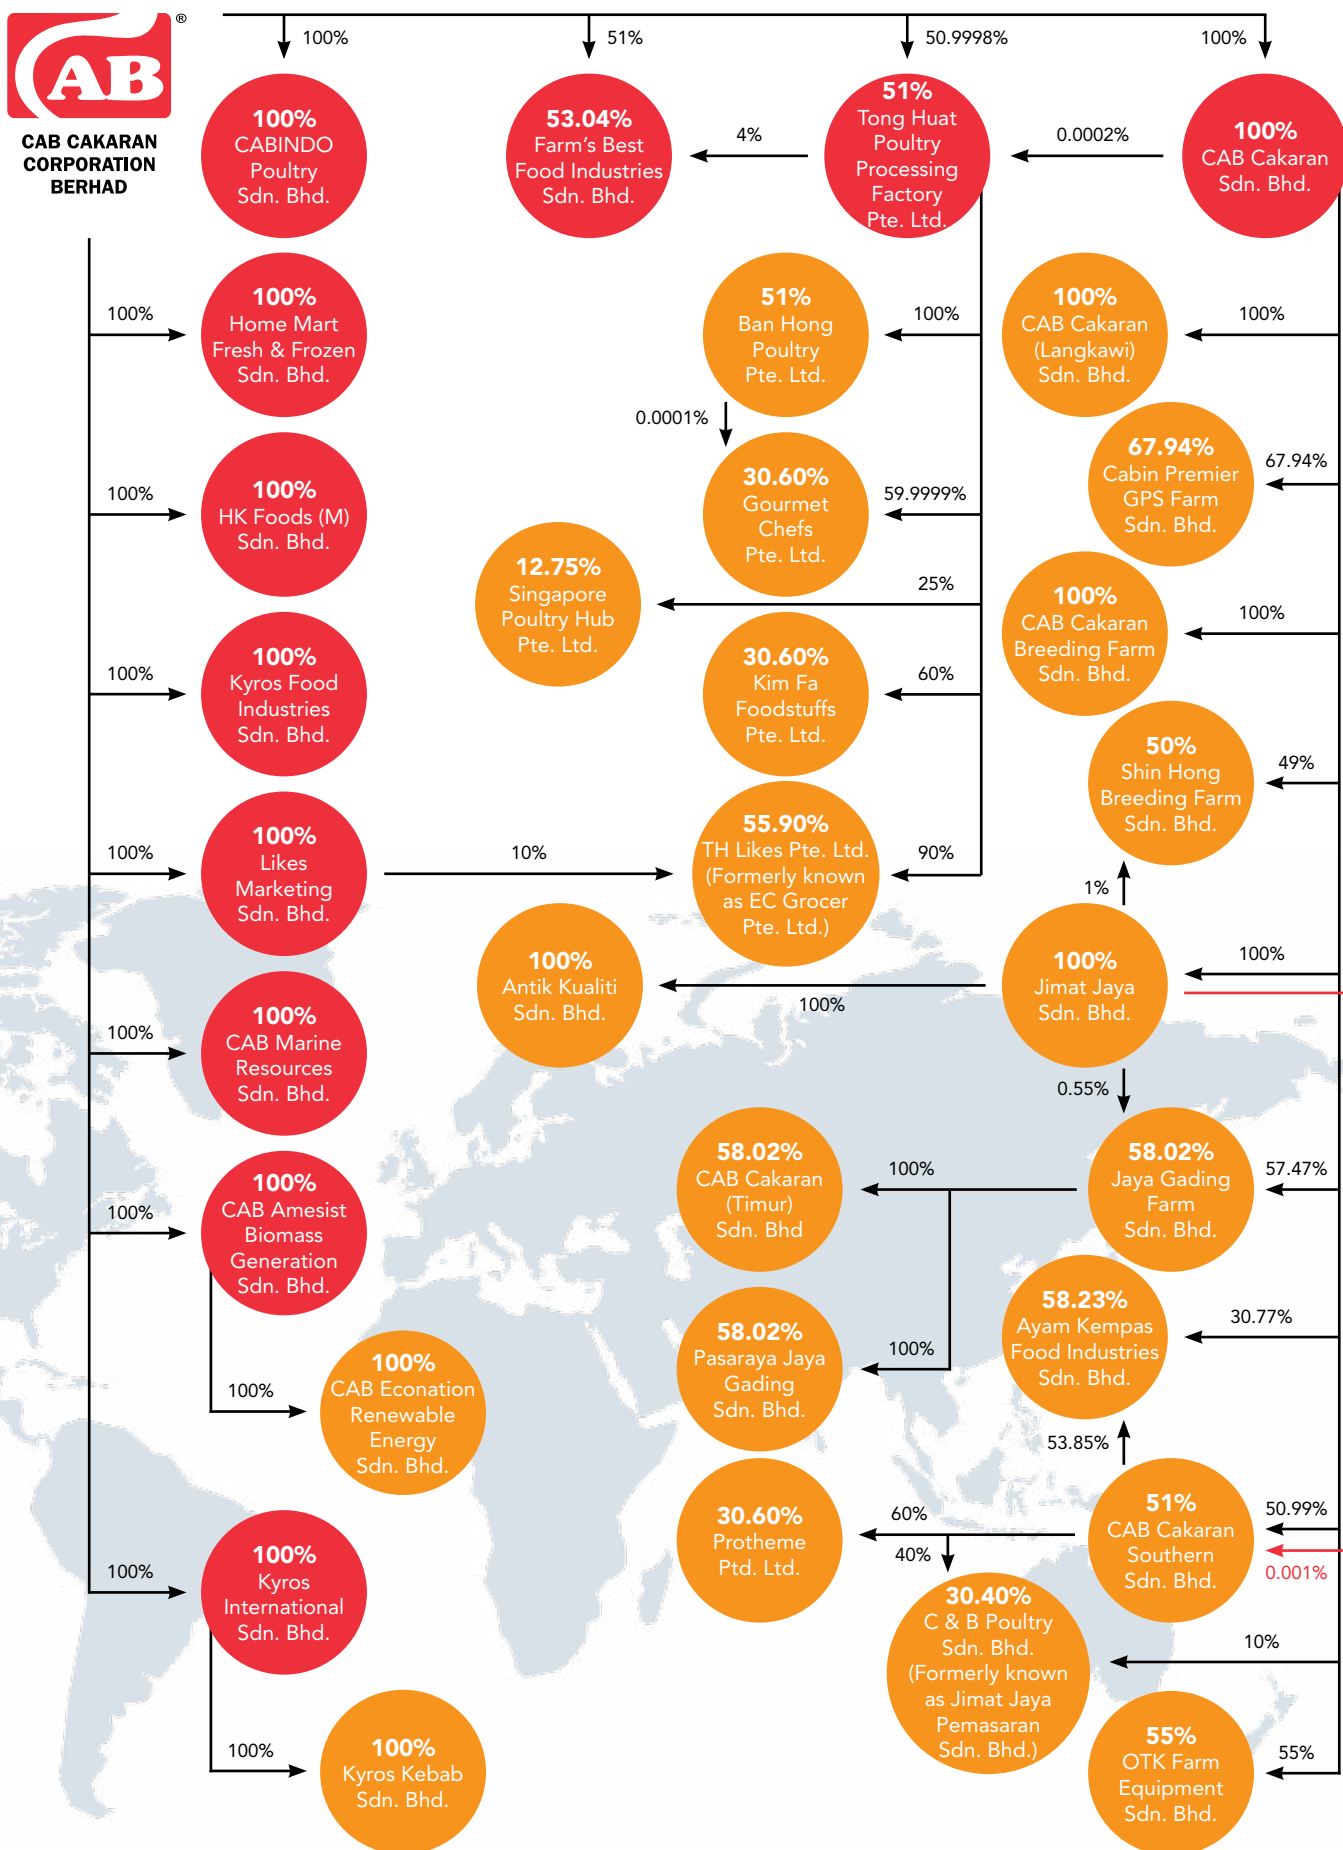 CAB
®
CAB CAKARAN
CORPORATION
BERHAD
100%
51%
50.9998%
100%
100%
CABINDO
Poultry
Sdn. Bhd.
53.04%
Farm's Best
Food Industries
Sdn. Bhd.
4%
51%
Tong Huat
Poultry
Processing
Factory
Pte. Ltd.
0.0002%
100%
CAB Cakaran
Sdn. Bhd.
100%
100%
Home Mart
Fresh & Frozen
Sdn. Bhd.
51%
Ban Hong
Poultry
Pte. Ltd.
100%
100%
CAB Cakaran
(Langkawi)
Sdn. Bhd.
100%
0.0001%
67.94%
Cabin Premier
GPS Farm
Sdn. Bhd.
67.94%
100%
100%
HK Foods (M)
Sdn. Bhd.
30.60%
Gourmet
Chefs
Pte. Ltd.
59.9999%
12.75%
Singapore
Poultry Hub
Pte. Ltd.
25%
100%
CAB Cakaran
Breeding Farm
Sdn. Bhd.
100%
100%
100%
Kyros Food
Industries
Sdn. Bhd.
30.60%
Kim Fa
Foodstuffs
Pte. Ltd.
60%
50%
Shin Hong
Breeding Farm
Sdn. Bhd.
49%
100%
100%
Likes
Marketing
Sdn. Bhd.
10%
55.90%
TH Likes Pte. Ltd.
(Formerly known
as EC Grocer
Pte. Ltd.)
90%
1%
100%
Antik Kualiti
Sdn. Bhd.
100%
100%
Jimat Jaya
Sdn. Bhd.
100%
100%
100%
CAB Marine
Resources
Sdn. Bhd.
0.55%
100%
100%
CAB Amesist
Biomass
Generation
Sdn. Bhd.
58.02%
CAB Cakaran
(Timur)
Sdn. Bhd
100%
58.02%
Jaya Gading
Farm
Sdn. Bhd.
57.47%
58.23%
Ayam Kempas
Food Industries
Sdn. Bhd.
30.77%
58.02%
Pasaraya Jaya
Gading
Sdn. Bhd.
100%
100%
100%
CAB Econation
Renewable
Energy
Sdn. Bhd.
53.85%
30.60%
Protheme
Ptd. Ltd.
60%
40%
51%
CAB Cakaran
Southern
Sdn. Bhd.
50.99%
0.001%
100%
100%
Kyros
International
Sdn. Bhd.
30.40%
C & B Poultry
Sdn. Bhd.
(Formerly known
as Jimat Jaya
Pemasaran
Sdn. Bhd.)
10%
100%
100%
Kyros Kebab
Sdn. Bhd.
55%
OTK Farm
Equipment
Sdn. Bhd.
55%